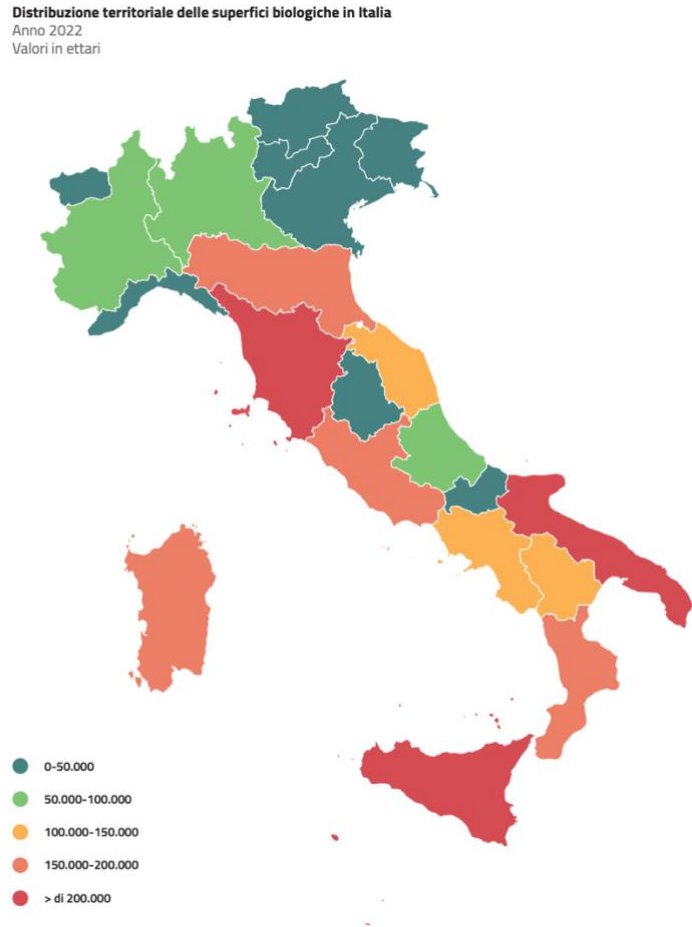 Distribuzione territoriale delle superfici biologiche in Italia
Anno 2022
Valori in ettari
0-50.000
50.000-100.000
100.000-150.000
150.000-200.000
> di 200.000